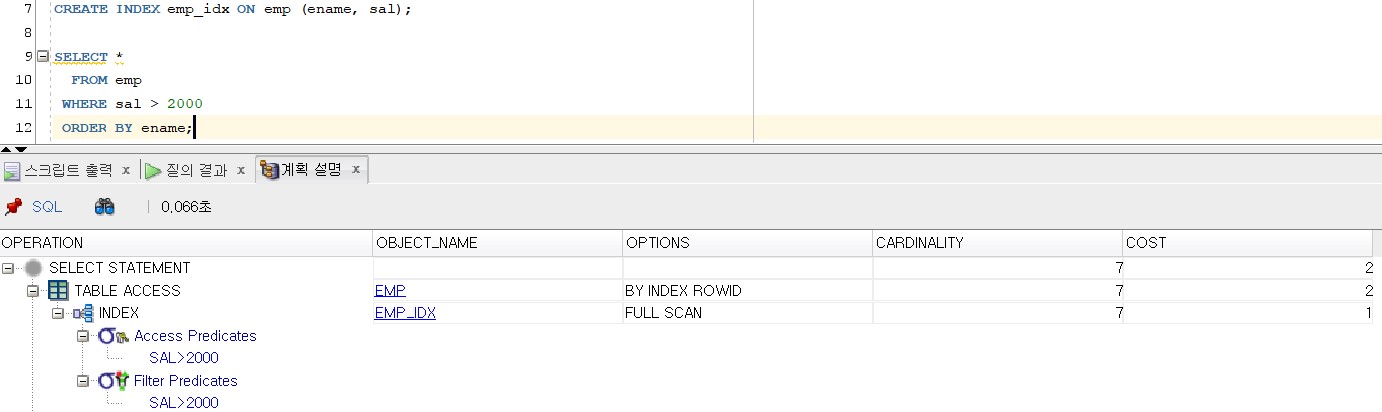 7 CREATE INDEX emp_idx ON emp (ename, sal);
8
9 SELECT *
10 FROM emp
11 WHERE sal > 2000
12 ORDER BY ename;
스크립트 출력 x 질의 결과 x 계획 설명 x
SQL 0,066초
OPERATION OBJECT_NAME OPTIONS CARDINALITY COST
SELECT STATEMENT 7 2
TABLE ACCESS EMP BY INDEX ROWID 7 2
INDEX EMP_IDX FULL SCAN 7 1
Access Predicates
SAL>2000
Filter Predicates
SAL>2000